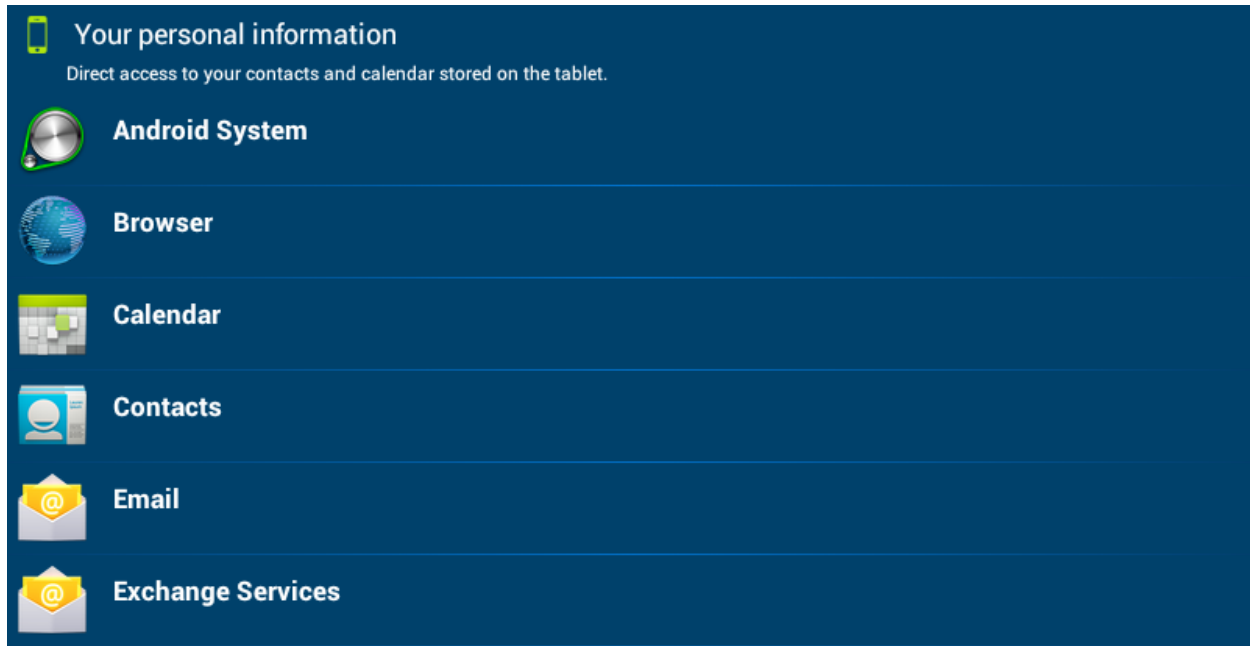 Your personal information
Direct access to your contacts and calendar stored on the tablet.
Android System
Browser
Calendar
Contacts
@
Email
@
Exchange Services